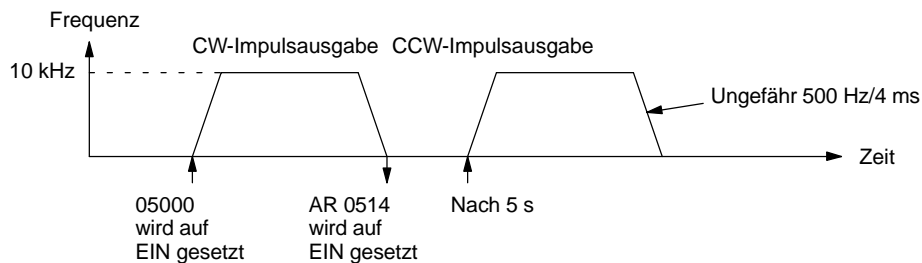 Frequenz
CW-Impulsausgabe
CCW-Impulsausgabe
10 kHz
Ungefähr 500 Hz/4 ms
Zeit
05000
wird auf
EIN gesetzt
AR 0514
wird auf
EIN gesetzt
Nach 5 s